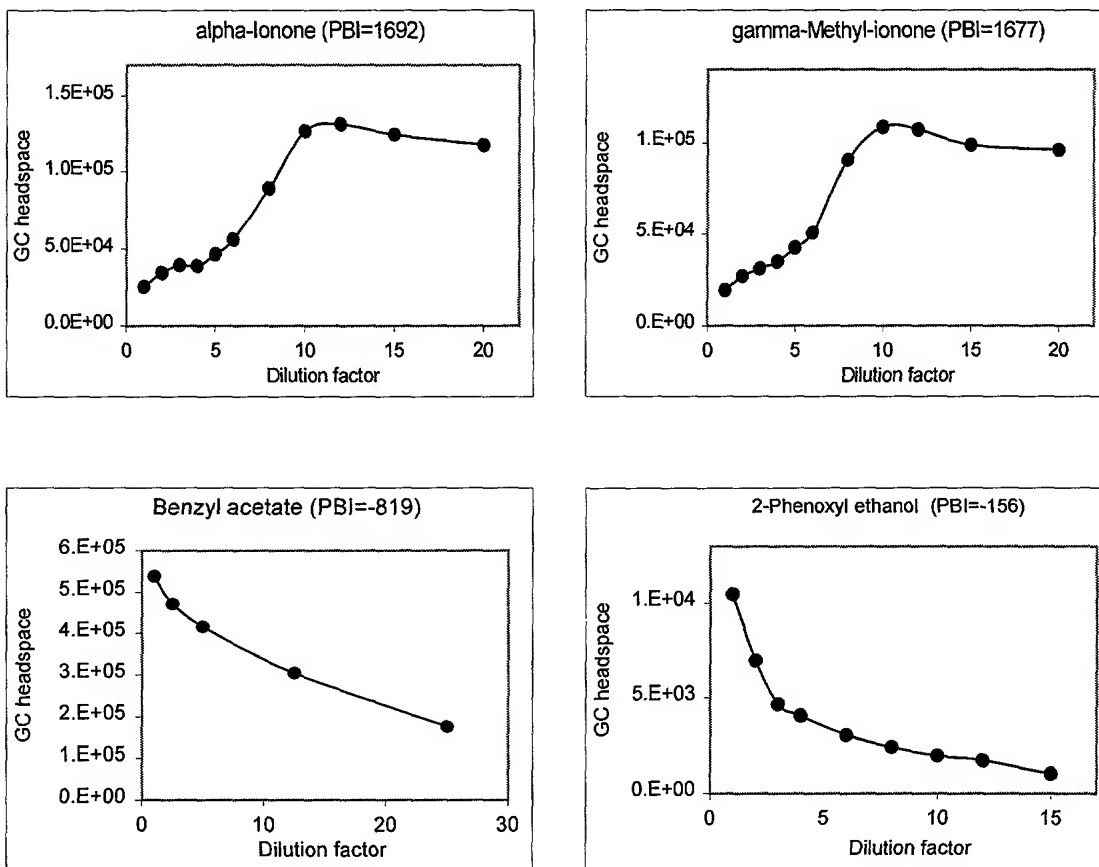 alpha-Ionone (PBI=1692)
GC headspace
1.5E+05
1.0E+05
5.0E+04
0.0E+00
0 5 10 15 20
Dilution factor
gamma-Methyl-ionone (PBI=1677)
GC headspace
1.E+05
5.E+04
0.E+00
0 5 10 15 20
Dilution factor
Benzyl acetate (PBI=-819)
GC headspace
6.E+05
5.E+05
4.E+05
3.E+05
2.E+05
1.E+05
0.E+00
0 10 20 30
Dilution factor
2-Phenoxyl ethanol (PBI=-156)
GC headspace
1.E+04
5.E+03
0.E+00
0 5 10 15
Dilution factor